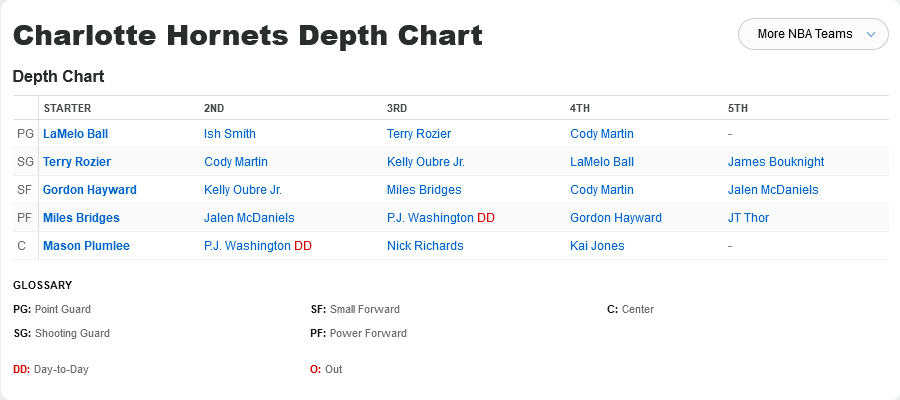 Charlotte Hornets Depth Chart
More NBA Teams
Depth Chart
STARTER 2ND 3RD 4TH 5TH
PG LaMelo Ball Ish Smith Terry Rozier Cody Martin -
SG Terry Rozier Cody Martin Kelly Oubre Jr. LaMelo Ball James Bouknight
SF Gordon Hayward Kelly Oubre Jr. Miles Bridges Cody Martin Jalen McDaniels
PF Miles Bridges Jalen McDaniels P.J. Washington DD Gordon Hayward JT Thor
C Mason Plumlee P.J. Washington DD Nick Richards Kai Jones -
GLOSSARY
PG: Point Guard SF: Small Forward C: Center
SG: Shooting Guard PF: Power Forward
DD: Day-to-Day O: Out